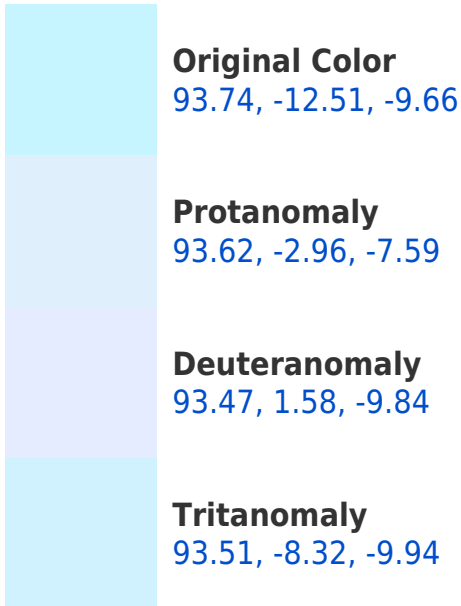 Original Color
93.74, -12.51, -9.66
Protanomaly
93.62, -2.96, -7.59
Deuteranomaly
93.47, 1.58, -9.84
Tritanomaly
93.51, -8.32, -9.94